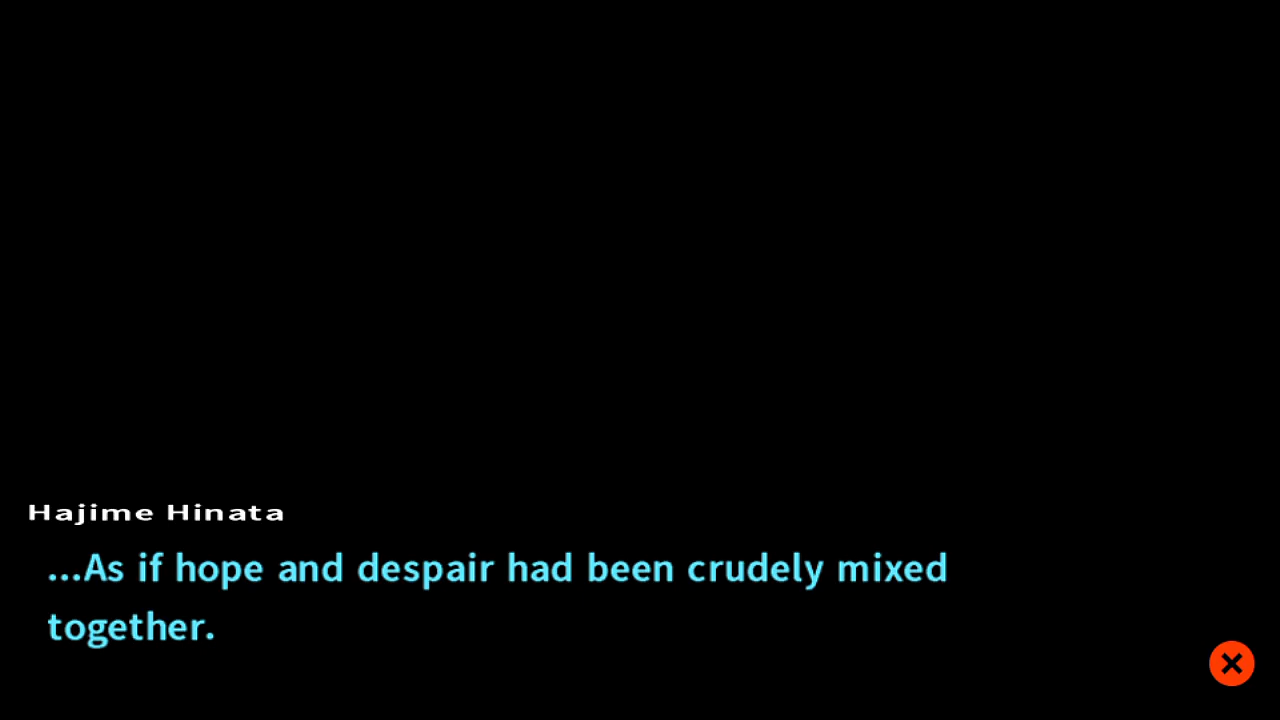 Hajime Hinata
...As if hope and despair had been crudely mixed
together.